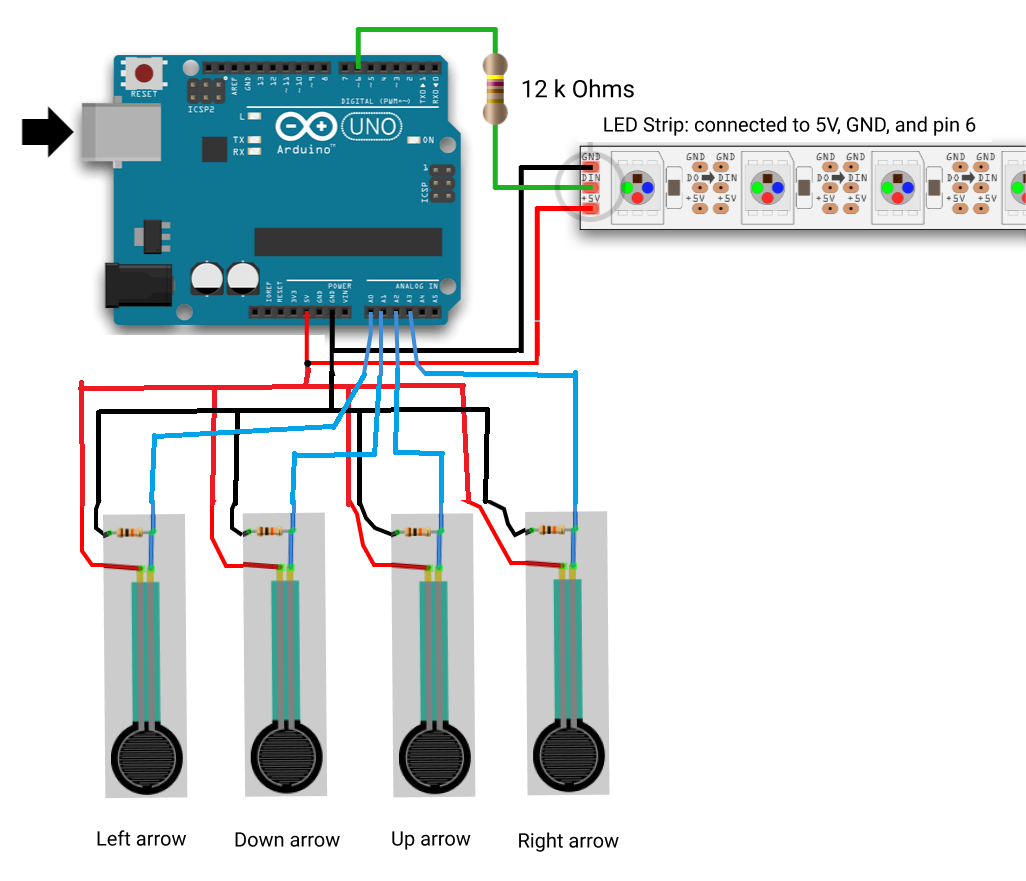 12 k Ohms
LED Strip: connected to 5V, GND, and pin 6
RESET
ICSP2
AREF
GND
13
12
~11
~10
~9
8
7
~6
~5
4
~3
2
TXD▶1
RXD◀0
DIGITAL (PWM=~)
L
TX
RX
Arduino™
UNO
ON
1
ICSP
GND
DIN
+5V
GND GND
DO DIN
+5V +5V
GND GND
DO DIN
+5V +5V
GND GND
DO DIN
+5V +5V
POWER
ANALOG IN
IOREF
RESET
3V3
5V
GND
GND
VIN
A0
A1
A2
A3
A4
A5
Left arrow
Down arrow
Up arrow
Right arrow